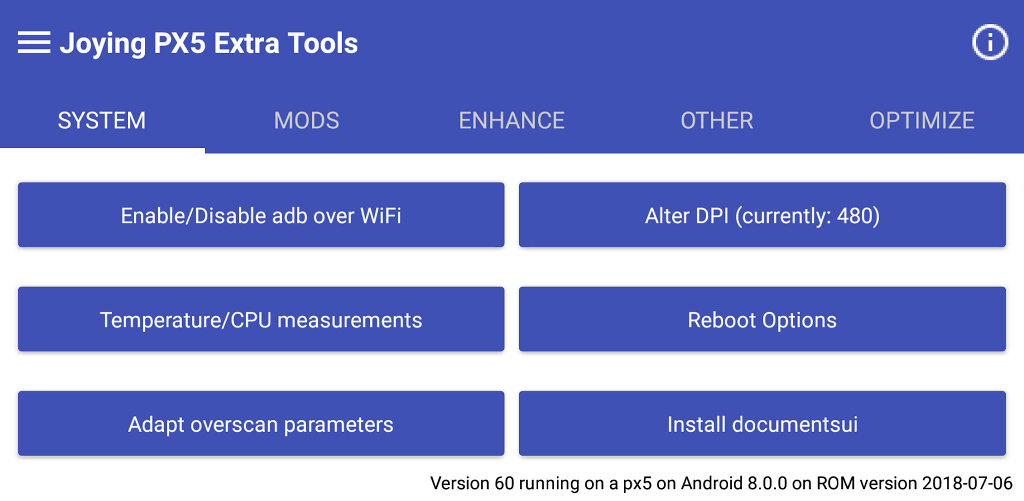 Joying PX5 Extra Tools
SYSTEM MODS ENHANCE OTHER OPTIMIZE
Enable/Disable adb over WiFi Alter DPI (currently: 480)
Temperature/CPU measurements Reboot Options
Adapt overscan parameters Install documentsui
Version 60 running on a px5 on Android 8.0.0 on ROM version 2018-07-06